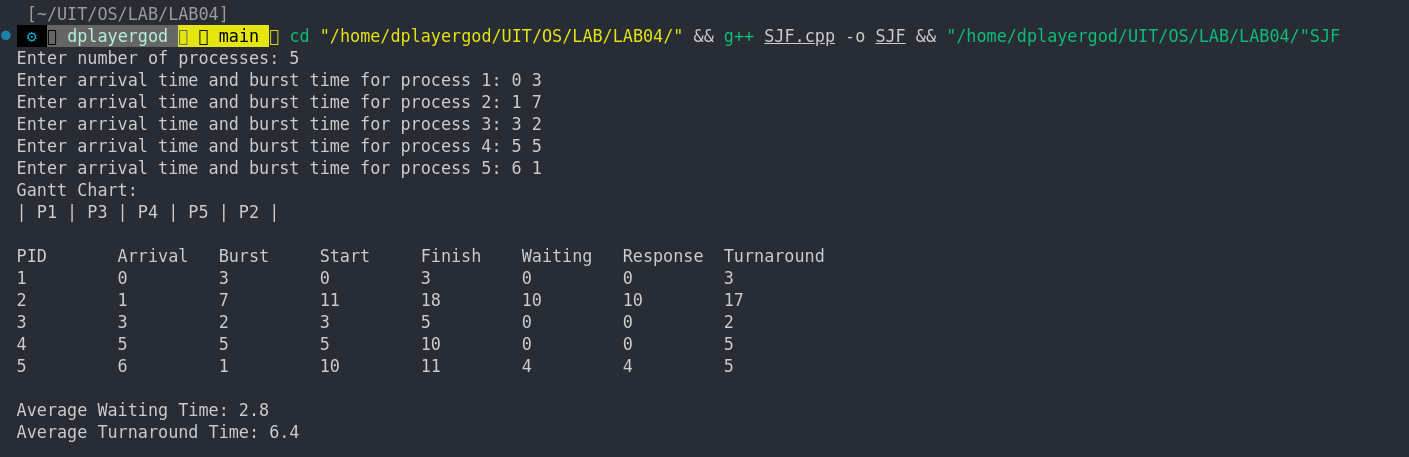 [~/UIT/OS/LAB/LAB04]
⚙ dplayergod main cd "/home/dplayergod/UIT/OS/LAB/LAB04/" && g++ SJF.cpp -o SJF && "/home/dplayergod/UIT/OS/LAB/LAB04/"SJF
Enter number of processes: 5
Enter arrival time and burst time for process 1: 0 3
Enter arrival time and burst time for process 2: 1 7
Enter arrival time and burst time for process 3: 3 2
Enter arrival time and burst time for process 4: 5 5
Enter arrival time and burst time for process 5: 6 1
Gantt Chart:
| P1 | P3 | P4 | P5 | P2 |
PID Arrival Burst Start Finish Waiting Response Turnaround
1 0 3 0 3 0 0 3
2 1 7 11 18 10 10 17
3 3 2 3 5 0 0 2
4 5 5 5 10 0 0 5
5 6 1 10 11 4 4 5
Average Waiting Time: 2.8
Average Turnaround Time: 6.4